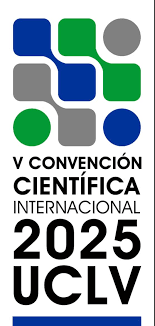 V CONVENCIÓN
CIENTÍFICA
INTERNACIONAL
2025
UCLV